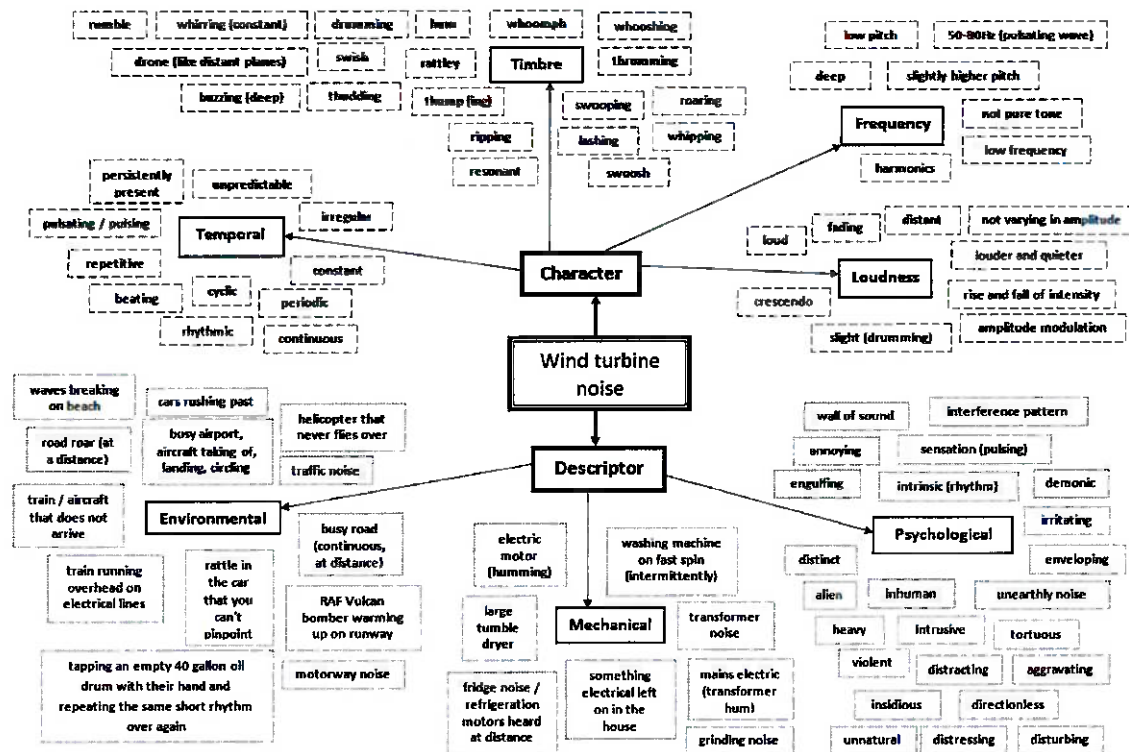 rumble
whirring (constant)
drumming
hum
whoomph
whooshing
drone (like distant planes)
swish
rattley
Timbre
thrumming
buzzing (deep)
thudding
thump (ing)
swooping
roaring
ripping
lashing
whipping
resonant
swoosh
low pitch
50-80Hz (pulsating wave)
deep
slightly higher pitch
Frequency
not pure tone
low frequency
harmonics
persistently
present
unpredictable
pulsating / pulsing
Temporal
irregular
repetitive
constant
beating
cyclic
periodic
rhythmic
continuous
Character
loud
fading
distant
not varying in amplitude
Loudness
louder and quieter
crescendo
rise and fall of intensity
slight (drumming)
amplitude modulation
Wind turbine
noise
Descriptor
waves breaking
on beach
cars rushing past
helicopter that
never flies over
road roar (at
a distance)
busy airport,
aircraft taking of,
landing, circling
traffic noise
train / aircraft
that does not
arrive
Environmental
busy road
(continuous,
at distance)
train running
overhead on
electrical lines
rattle in
the car
that you
can't
pinpoint
RAF Vulcan
bomber warming
up on runway
tapping an empty 40 gallon oil
drum with their hand and
repeating the same short rhythm
over again
motorway noise
electric
motor
(humming)
washing machine
on fast spin
(intermittently)
large
tumble
dryer
Mechanical
transformer
noise
fridge noise /
refrigeration
motors heard
at distance
something
electrical left
on in the
house
mains electric
(transformer
hum)
grinding noise
wall of sound
interference pattern
annoying
sensation (pulsing)
engulfing
intrinsic (rhythm)
demonic
Psychological
irritating
distinct
enveloping
alien
inhuman
unearthly noise
heavy
intrusive
tortuous
violent
distracting
aggravating
insidious
directionless
unnatural
distressing
disturbing